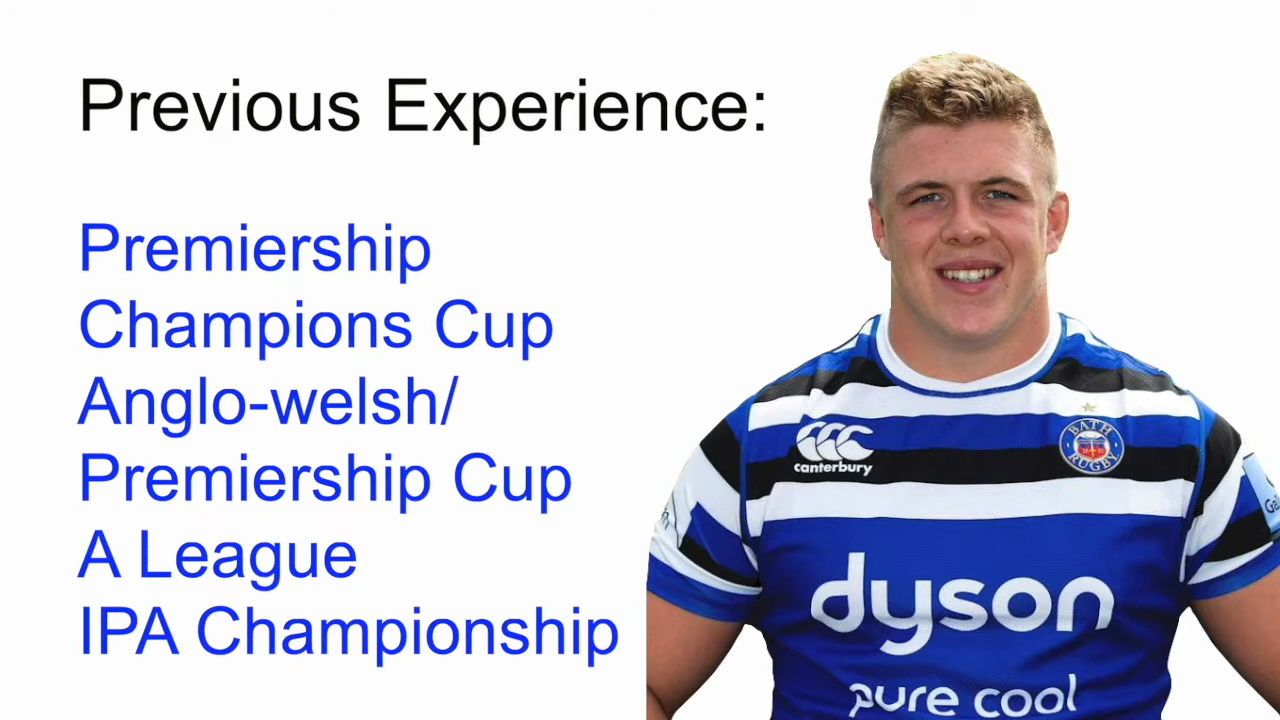 Previous Experience:
Premiership
Champions Cup
Anglo-welsh/
Premiership Cup
A League
IPA Championship
canterbury
BATH
RUGBY
dyson
pure cool